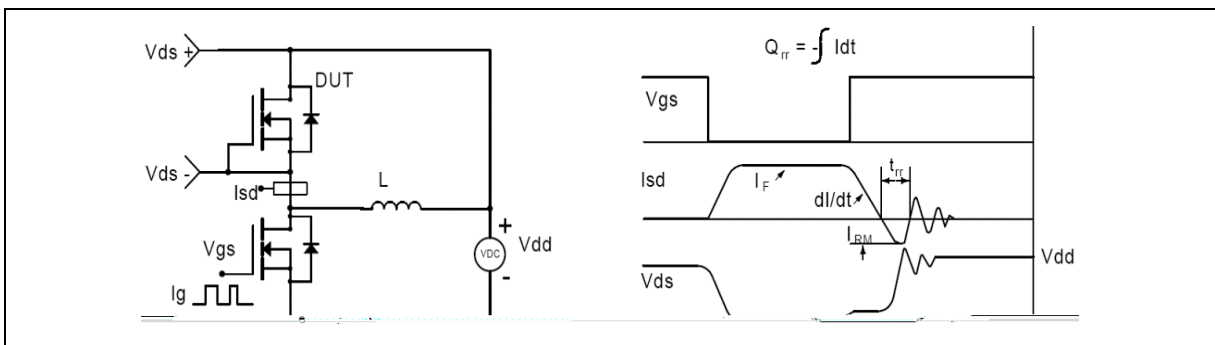 Vds +
DUT
Vds -
Isd
L
Vgs
+
VDC
Vdd
-
Ig
Q_rr = -∫ Idt
Vgs
Isd
I_F
dI/dt
t_rr
I_RM
Vdd
Vds